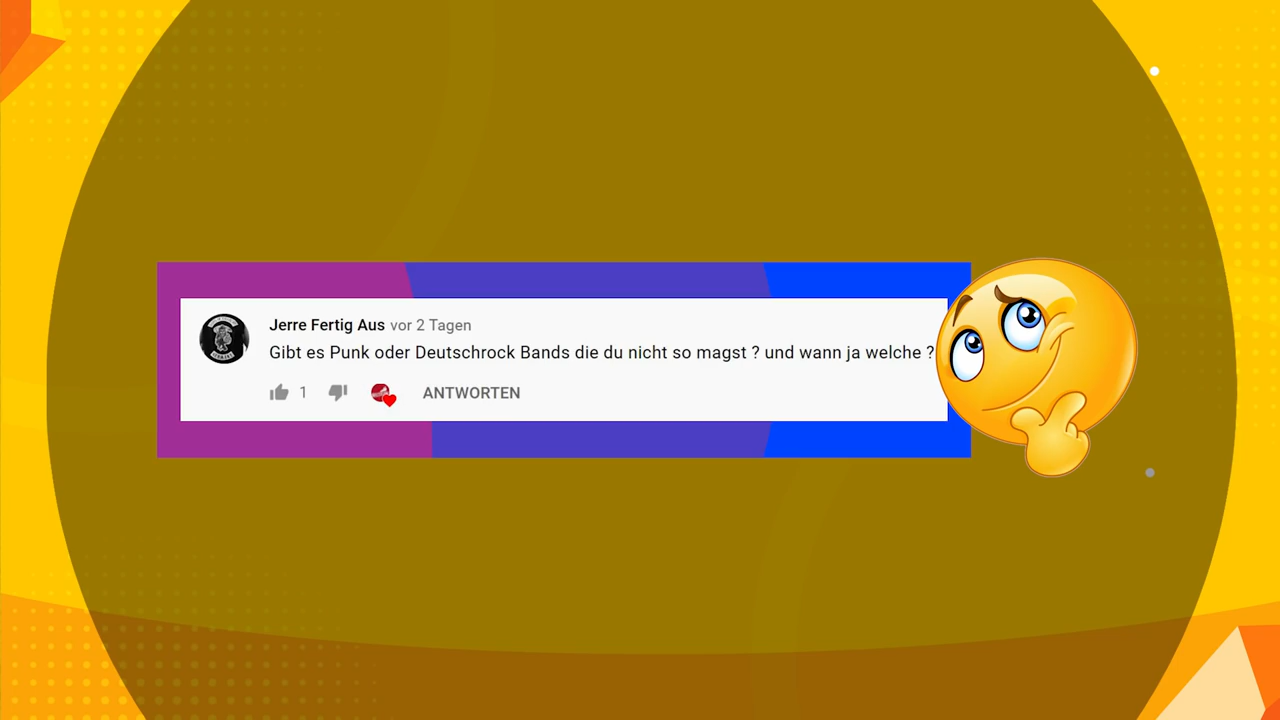 Jerre Fertig Aus vor 2 Tagen
Gibt es Punk oder Deutschrock Bands die du nicht so magst ? und wann ja welche ?
1
ANTWORTEN